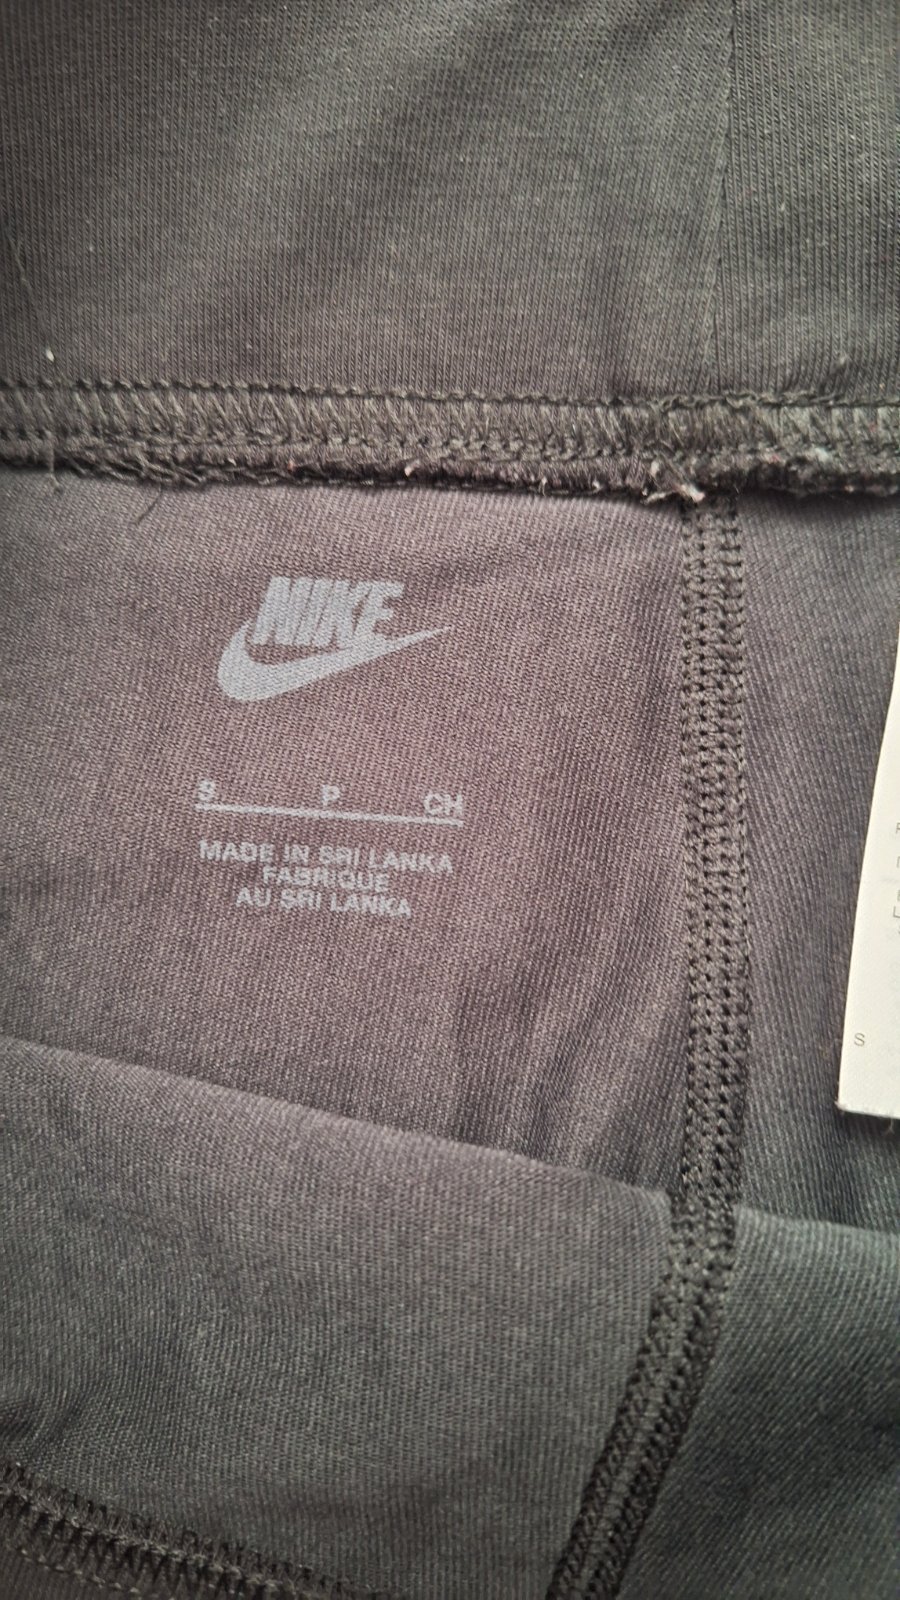 NIKE
S P CH
MADE IN SRI LANKA
FABRIQUE
AU SRI LANKA
S